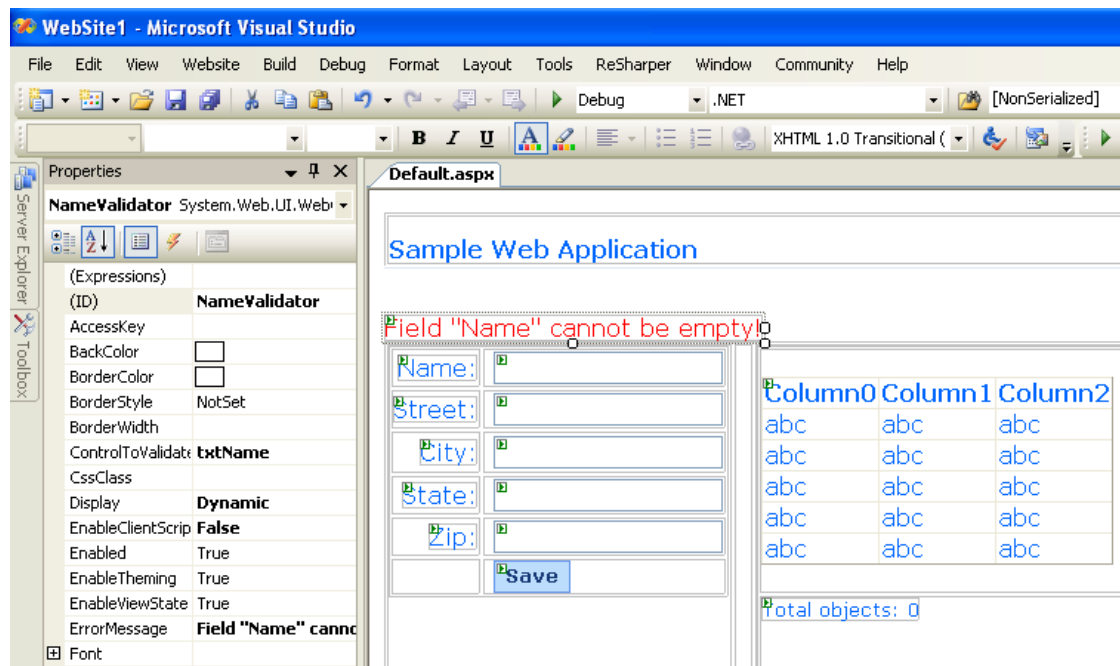 WebSite1 - Microsoft Visual Studio
File Edit View Website Build Debug Format Layout Tools ReSharper Window Community Help
Debug .NET [NonSerialized]
B I U A XHTML 1.0 Transitional (
Server Explorer
Toolbox
Properties
NameValidator System.Web.UI.Web
(Expressions)
(ID) NameValidator
AccessKey
BackColor
BorderColor
BorderStyle NotSet
BorderWidth
ControlToValidate txtName
CssClass
Display Dynamic
EnableClientScrip False
Enabled True
EnableTheming True
EnableViewState True
ErrorMessage Field "Name" canno
Font
Default.aspx
Sample Web Application
Field "Name" cannot be empty!
Name:
Street:
City:
State:
Zip:
Save
Column0 Column1 Column2
abc abc abc
abc abc abc
abc abc abc
abc abc abc
abc abc abc
Total objects: 0